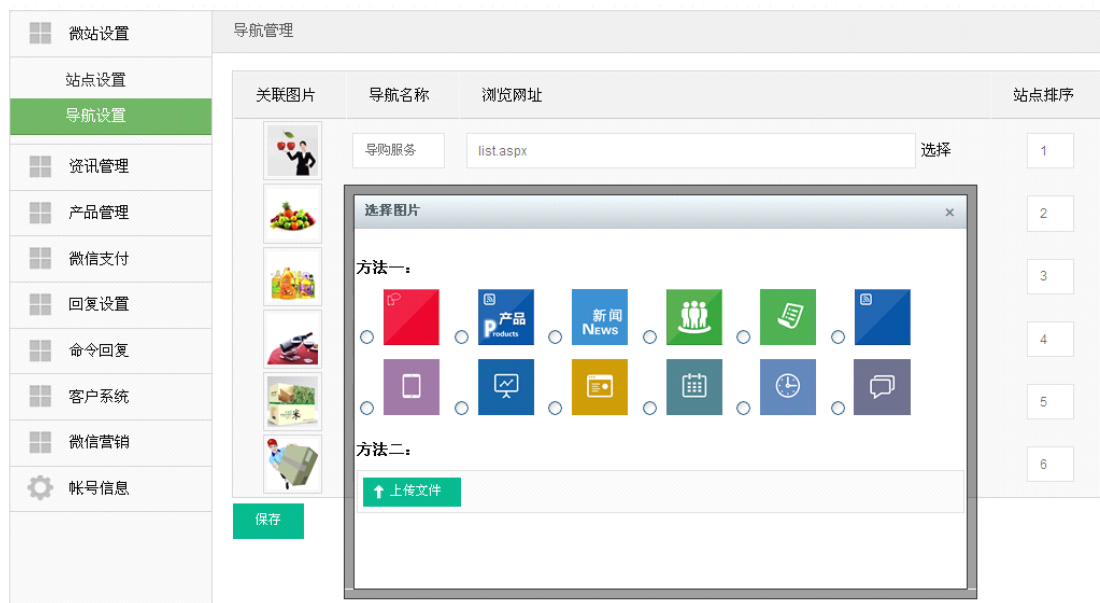 微站设置
站点设置
导航设置
资讯管理
产品管理
微信支付
回复设置
命令回复
客户系统
微信营销
帐号信息
导航管理
关联图片 导航名称 浏览网址 站点排序
导购服务 list.aspx 选择 1
2
3
4
5
6
选择图片 ×
方法一：
产品
Products
新闻
NEWS
方法二：
上传文件
保存